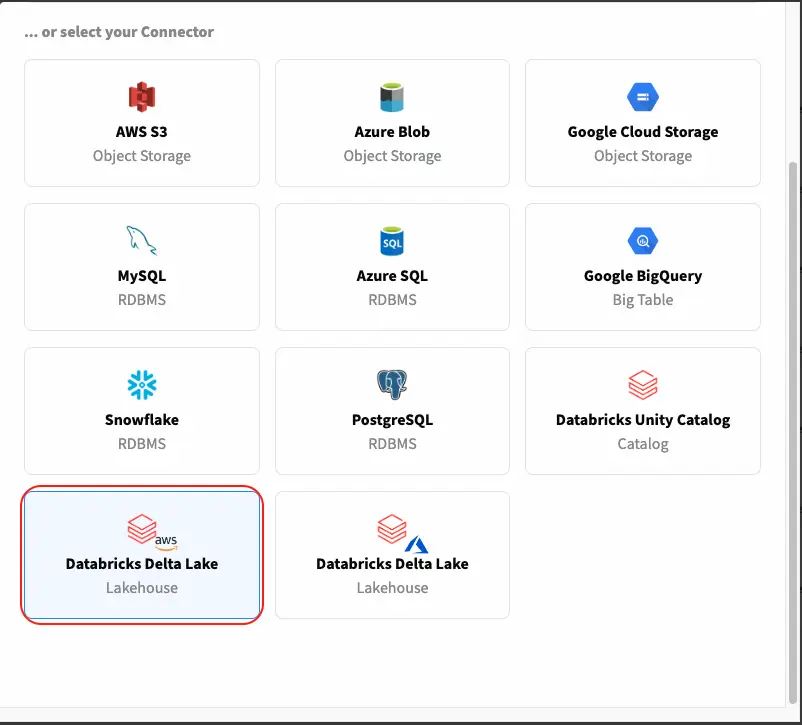 ... or select your Connector
AWS S3
Object Storage
Azure Blob
Object Storage
Google Cloud Storage
Object Storage
MySQL
RDBMS
SQL
Azure SQL
RDBMS
Google BigQuery
Big Table
Snowflake
RDBMS
PostgreSQL
RDBMS
Databricks Unity Catalog
Catalog
aws
Databricks Delta Lake
Lakehouse
Databricks Delta Lake
Lakehouse